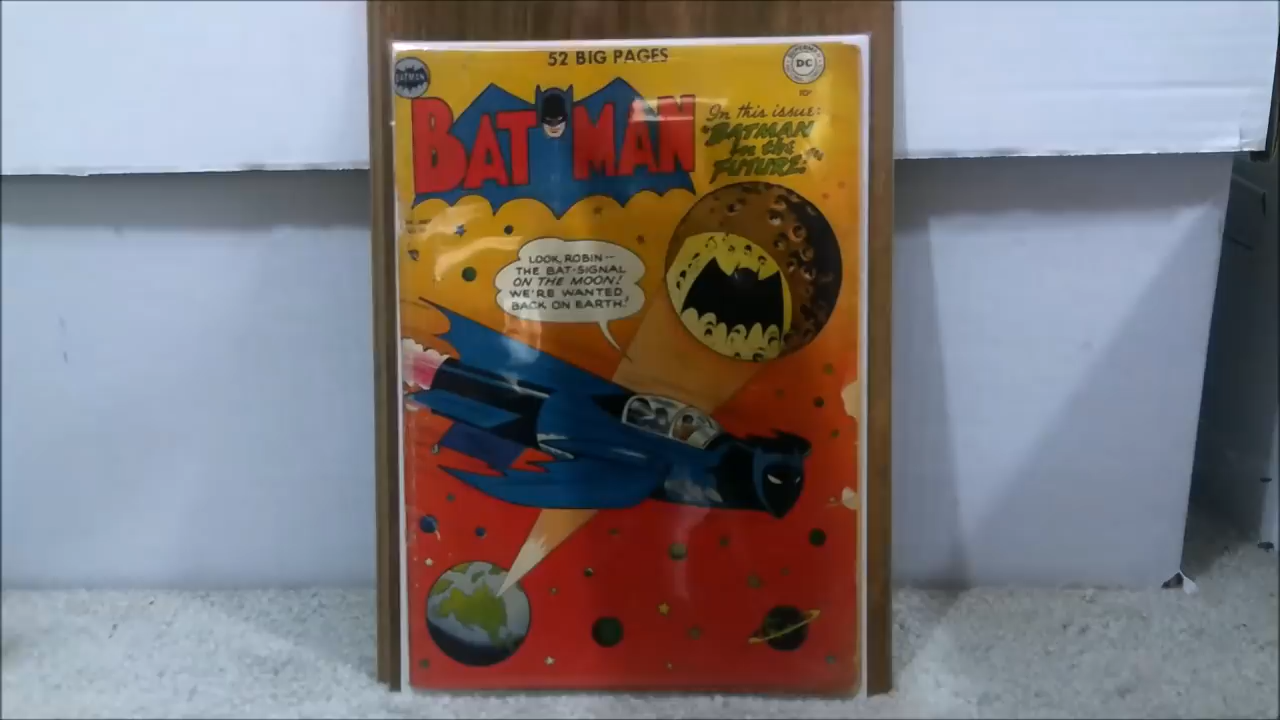 52 BIG PAGES
BATMAN
DC
10¢
BATMAN
In this issue:
"BATMAN
in the
FUTURE!"
LOOK, ROBIN--
THE BAT-SIGNAL
ON THE MOON!
WE'RE WANTED
BACK ON EARTH!